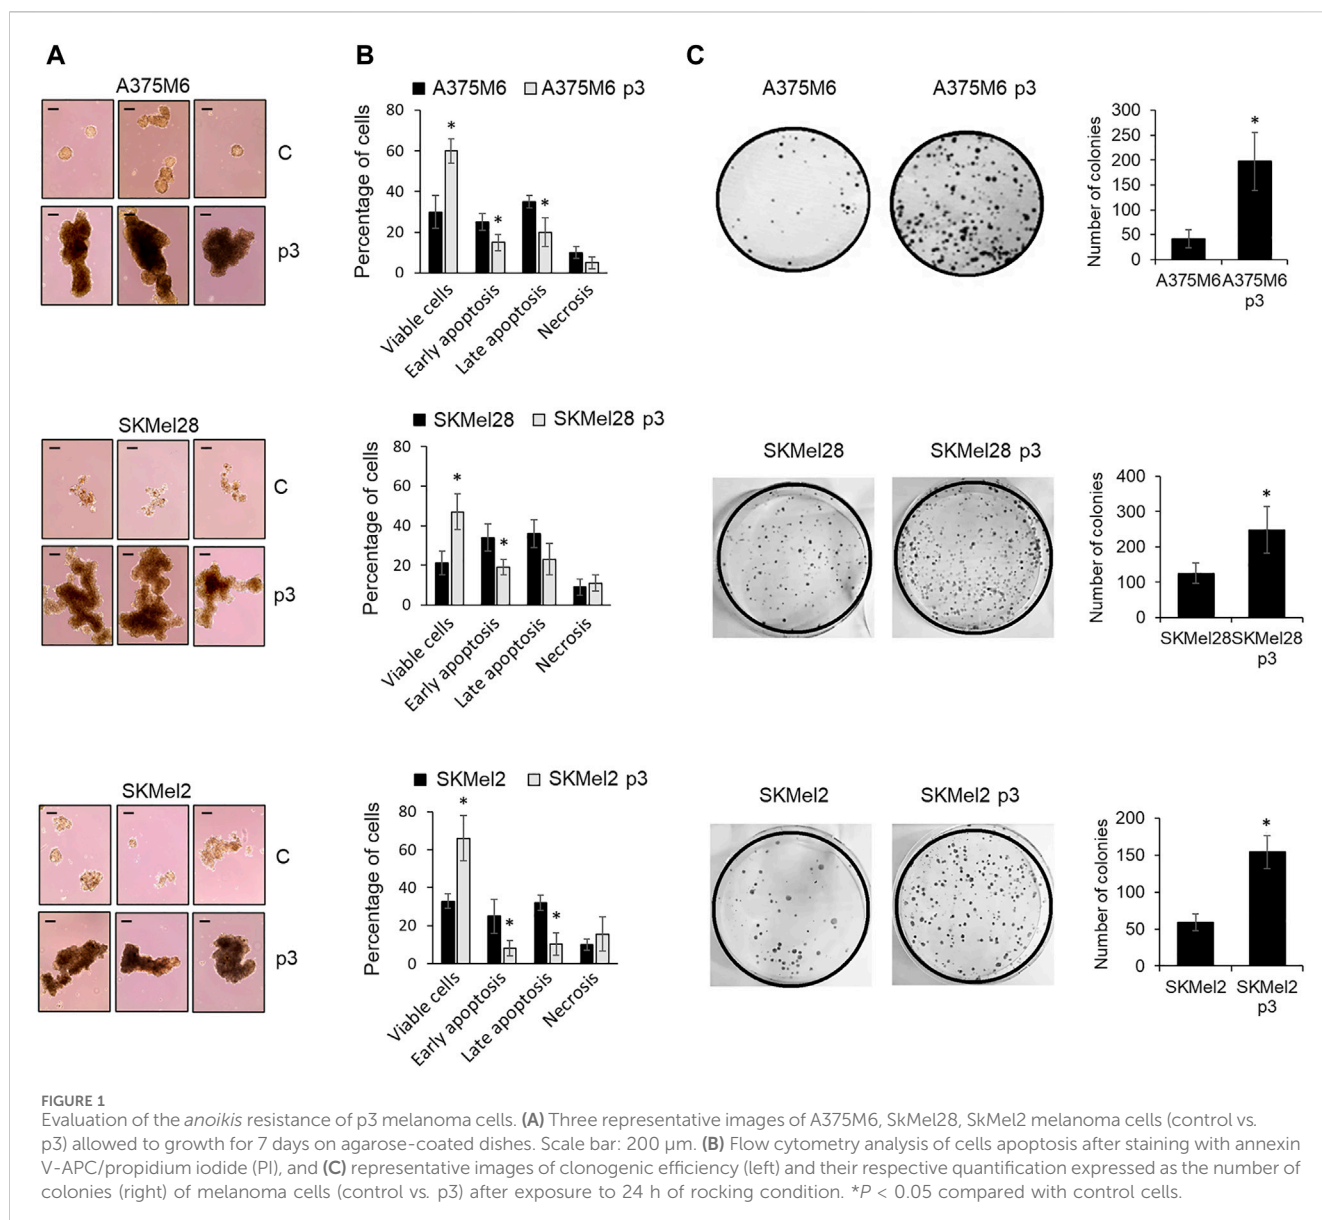 A
B
C
A375M6
C
p3
A375M6 A375M6 p3
Percentage of cells
80
60
40
20
0
*
*
*
Viable cells
Early apoptosis
Late apoptosis
Necrosis
A375M6 A375M6 p3
Number of colonies
300
250
200
150
100
50
0
*
A375M6 A375M6
p3
SKMel28
C
p3
SKMel28 SKMel28 p3
Percentage of cells
80
60
40
20
0
*
*
Viable cells
Early apoptosis
Late apoptosis
Necrosis
SKMel28 SKMel28 p3
Number of colonies
400
300
200
100
0
*
SKMel28 SKMel28
p3
SKMel2
C
p3
SKMel2 SKMel2 p3
Percentage of cells
80
60
40
20
0
*
*
*
Viable cells
Early apoptosis
Late apoptosis
Necrosis
SKMel2 SKMel2 p3
Number of colonies
200
150
100
50
0
*
SKMel2 SKMel2
p3
FIGURE 1
Evaluation of the anoikis resistance of p3 melanoma cells. (A) Three representative images of A375M6, SkMel28, SkMel2 melanoma cells (control vs.
p3) allowed to growth for 7 days on agarose-coated dishes. Scale bar: 200 µm. (B) Flow cytometry analysis of cells apoptosis after staining with annexin
V-APC/propidium iodide (PI), and (C) representative images of clonogenic efficiency (left) and their respective quantification expressed as the number of
colonies (right) of melanoma cells (control vs. p3) after exposure to 24 h of rocking condition. *P < 0.05 compared with control cells.